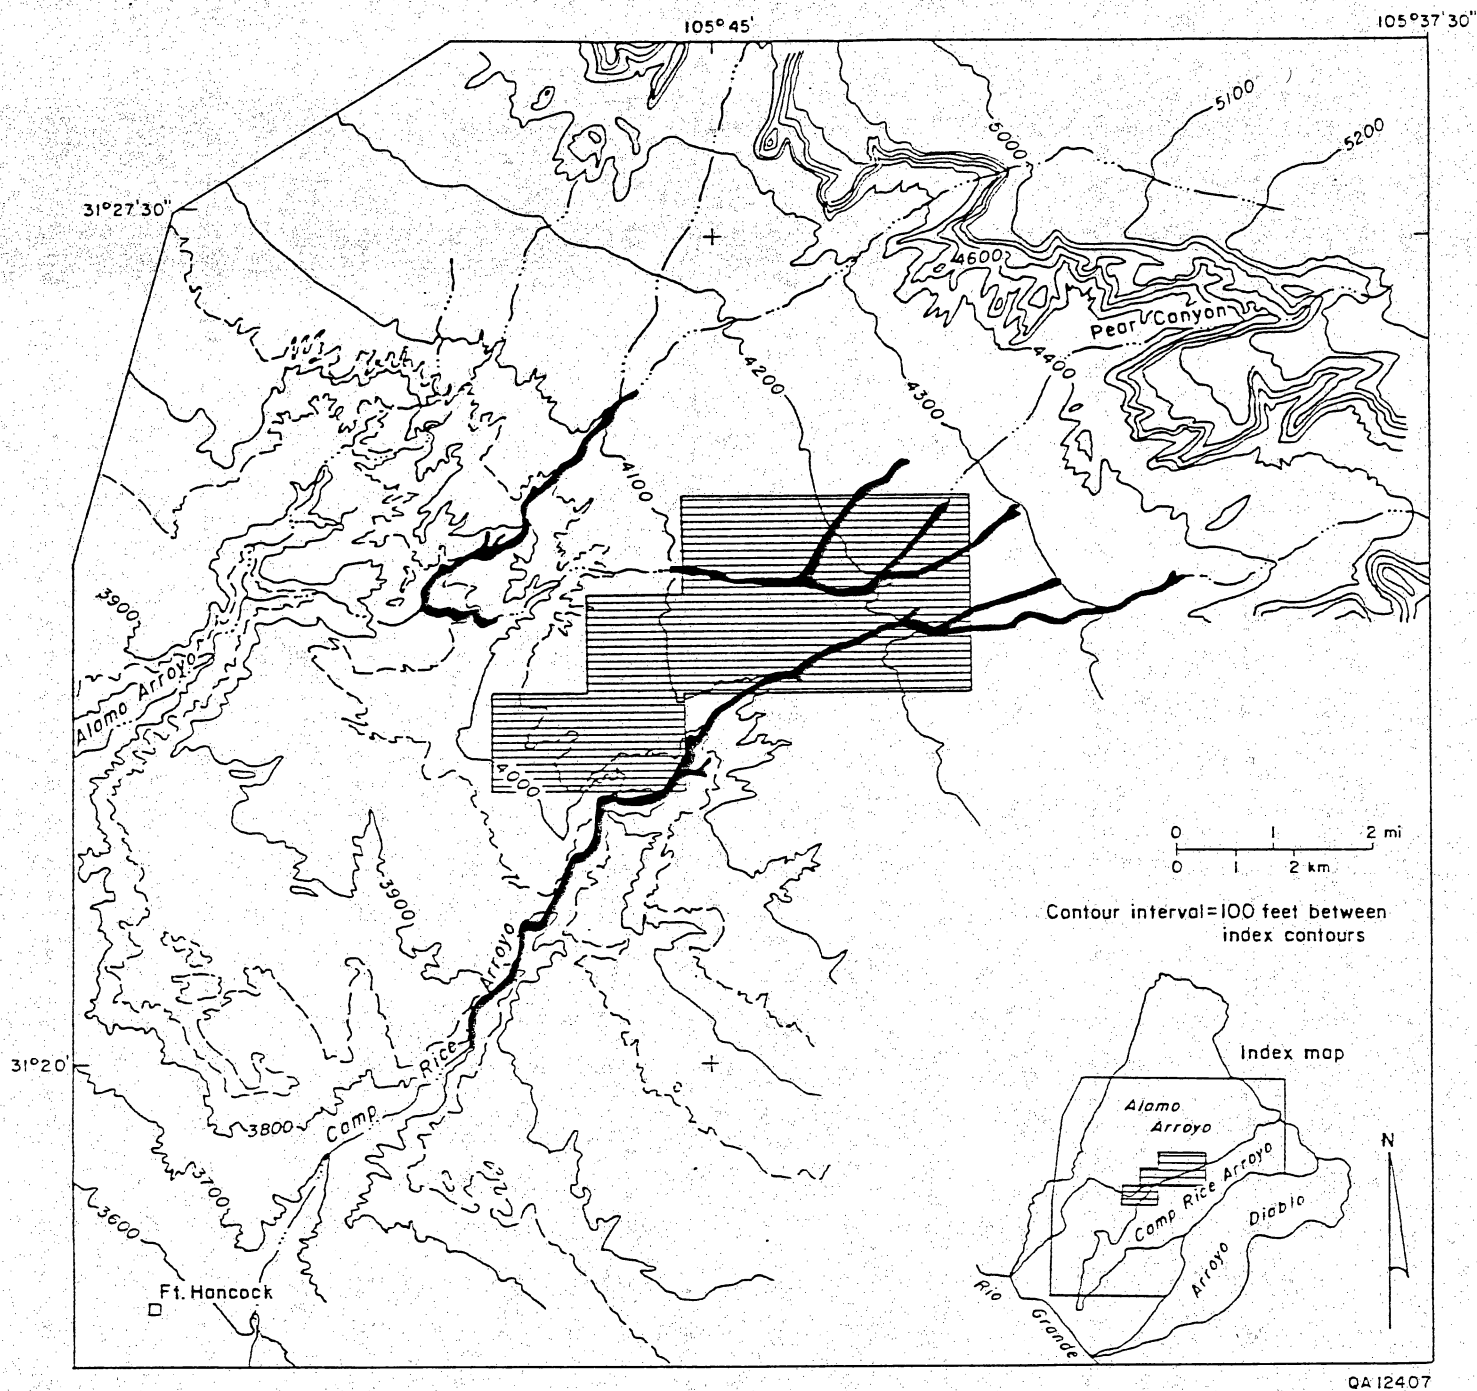 105°45'
105°37'30"
5100
5000
5200
31°27'30"
4600
Pear Canyon
4400
4200
4300
4100
3900
Alamo Arroyo
4000
0 1 2 mi
0 1 2 km
3900
Contour interval=100 feet between
index contours
Arroyo
Rice
Camp
31°20'
Index map
3800
Alamo
Arroyo
N
3700
Camp Rice Arroyo
3600
Diablo
Arroyo
Ft. Hancock
Rio
Grande
QA12407